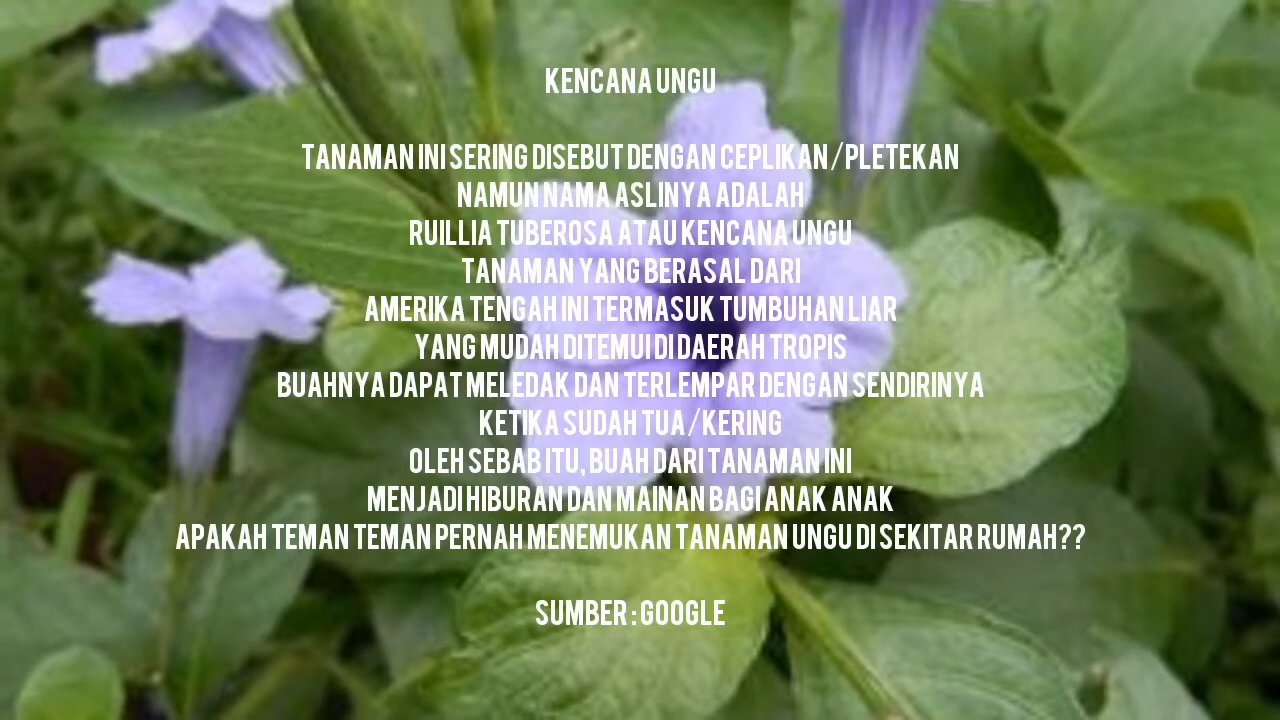 KENCANA UNGU
TANAMAN INI SERING DISEBUT DENGAN CEPLIKAN/PLETEKAN
NAMUN NAMA ASLINYA ADALAH
RUILLIA TUBEROSA ATAU KENCANA UNGU
TANAMAN YANG BERASAL DARI
AMERIKA TENGAH INI TERMASUK TUMBUHAN LIAR
YANG MUDAH DITEMUI DI DAERAH TROPIS
BUAHNYA DAPAT MELEDAK DAN TERLEMPAR DENGAN SENDIRINYA
KETIKA SUDAH TUA/KERING
OLEH SEBAB ITU, BUAH DARI TANAMAN INI
MENJADI HIBURAN DAN MAINAN BAGI ANAK ANAK
APAKAH TEMAN TEMAN PERNAH MENEMUKAN TANAMAN UNGU DI SEKITAR RUMAH??
SUMBER : GOOGLE